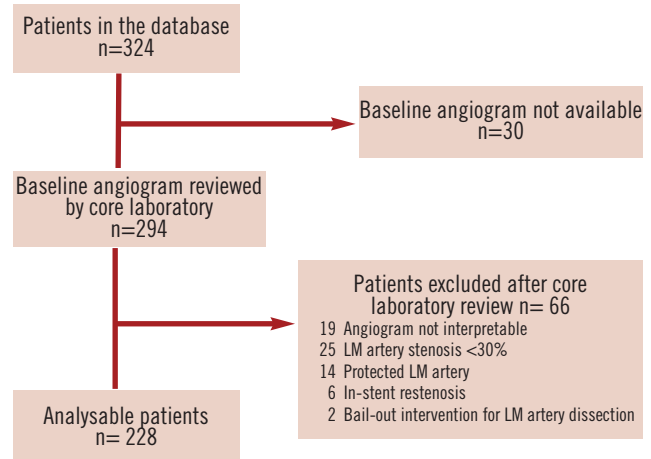 Patients in the database
n=324
Baseline angiogram not available
n=30
Baseline angiogram reviewed
by core laboratory
n=294
Patients excluded after core
laboratory review n= 66
19 Angiogram not interpretable
25 LM artery stenosis <30%
14 Protected LM artery
6 In-stent restenosis
2 Bail-out intervention for LM artery dissection
Analysable patients
n= 228